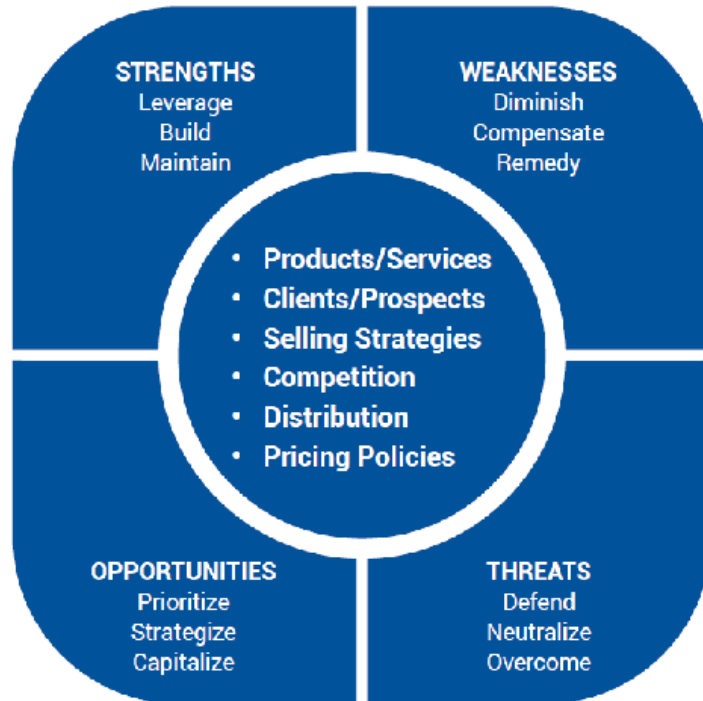 STRENGTHS
Leverage
Build
Maintain
WEAKNESSES
Diminish
Compensate
Remedy
• Products/Services
• Clients/Prospects
• Selling Strategies
• Competition
• Distribution
• Pricing Policies
OPPORTUNITIES
Prioritize
Strategize
Capitalize
THREATS
Defend
Neutralize
Overcome